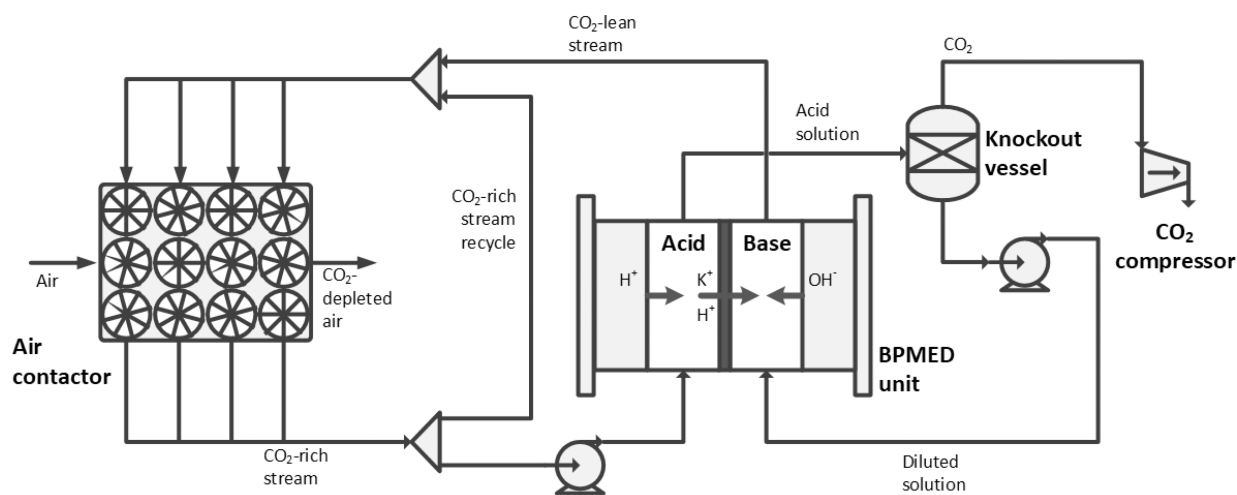 CO₂-lean
stream
CO₂
Acid
solution
Knockout
vessel
CO₂-rich
stream
recycle
Acid
Base
H⁺
K⁺
H⁺
OH⁻
CO₂
compressor
Air
CO₂-
depleted
air
Air
contactor
BPMED
unit
CO₂-rich
stream
Diluted
solution